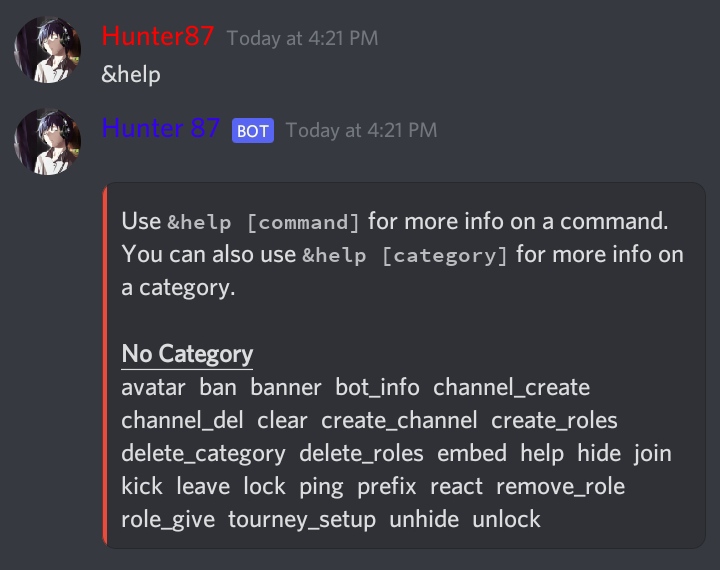 Hunter87 Today at 4:21 PM
&help
Hunter 87 BOT Today at 4:21 PM
Use &help [command] for more info on a command.
You can also use &help [category] for more info on
a category.
No Category
avatar ban banner bot_info channel_create
channel_del clear create_channel create_roles
delete_category delete_roles embed help hide join
kick leave lock ping prefix react remove_role
role_give tourney_setup unhide unlock